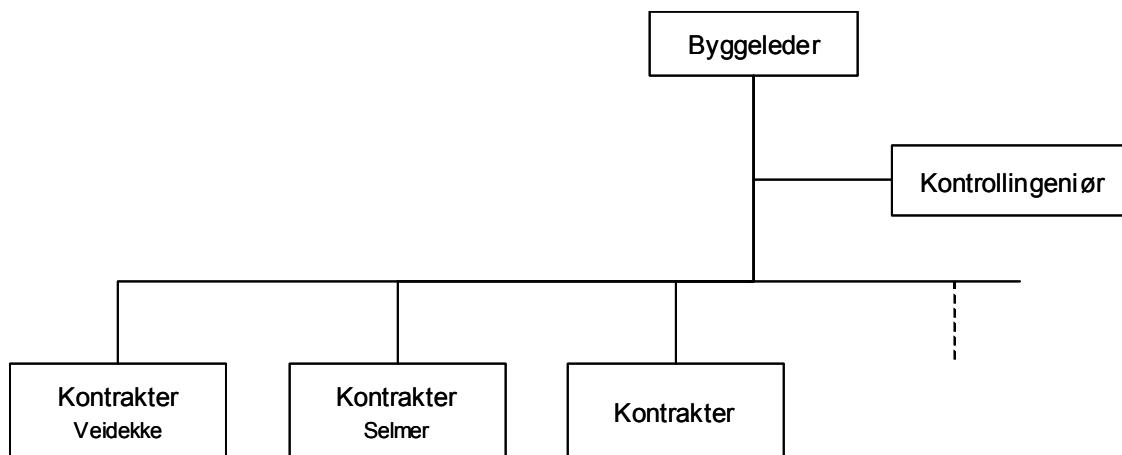 Byggeleder
Kontrollingeniør
Kontrakter
Veidekke
Kontrakter
Selmer
Kontrakter